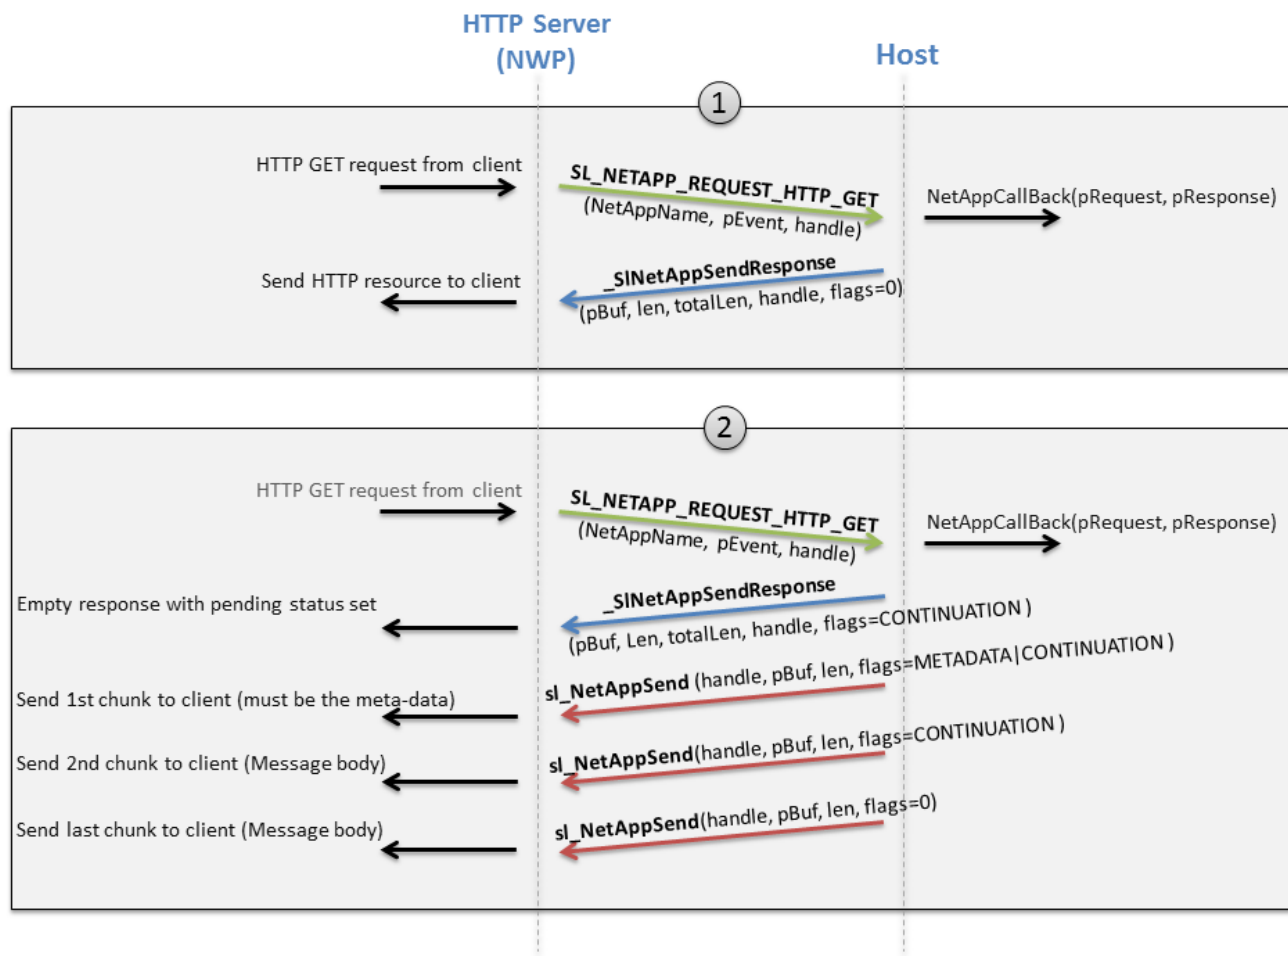 HTTP Server
(NWP)
Host
1
HTTP GET request from client
SL_NETAPP_REQUEST_HTTP_GET
(NetAppName, pEvent, handle)
NetAppCallBack(pRequest, pResponse)
Send HTTP resource to client
_SlNetAppSendResponse
(pBuf, len, totalLen, handle, flags=0)
2
HTTP GET request from client
SL_NETAPP_REQUEST_HTTP_GET
(NetAppName, pEvent, handle)
NetAppCallBack(pRequest, pResponse)
Empty response with pending status set
_SlNetAppSendResponse
(pBuf, Len, totalLen, handle, flags=CONTINUATION )
Send 1st chunk to client (must be the meta-data)
sl_NetAppSend (handle, pBuf, len, flags=METADATA|CONTINUATION )
Send 2nd chunk to client (Message body)
sl_NetAppSend(handle, pBuf, len, flags=CONTINUATION )
Send last chunk to client (Message body)
sl_NetAppSend(handle, pBuf, len, flags=0)